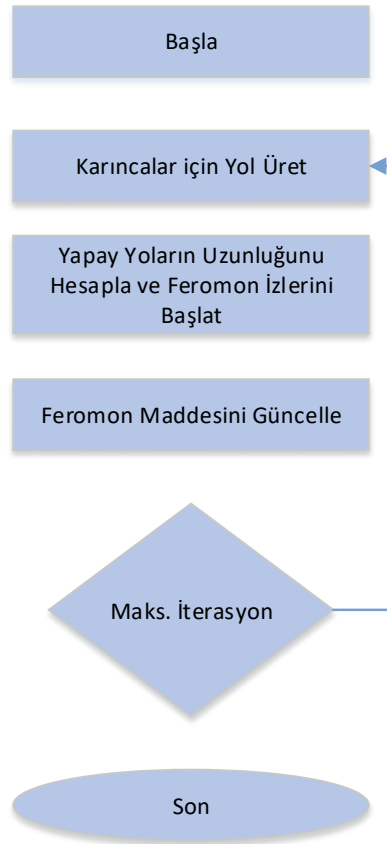 Başla
Karıncalar için Yol Üret
Yapay Yoların Uzunluğunu
Hesapla ve Feromon İzlerini
Başlat
Feromon Maddesini Güncelle
Maks. İterasyon
Son